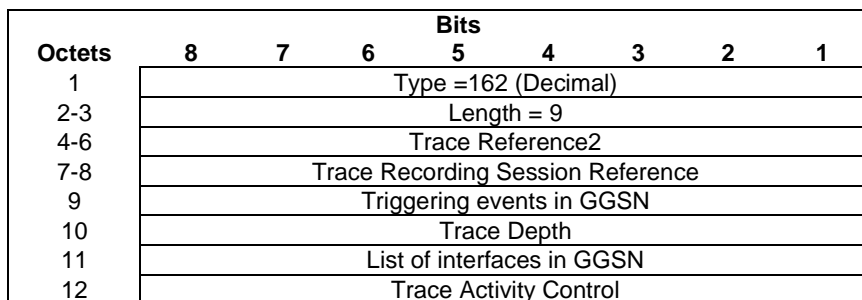 Bits
Octets 8 7 6 5 4 3 2 1
1 Type =162 (Decimal)
2-3 Length = 9
4-6 Trace Reference2
7-8 Trace Recording Session Reference
9 Triggering events in GGSN
10 Trace Depth
11 List of interfaces in GGSN
12 Trace Activity Control